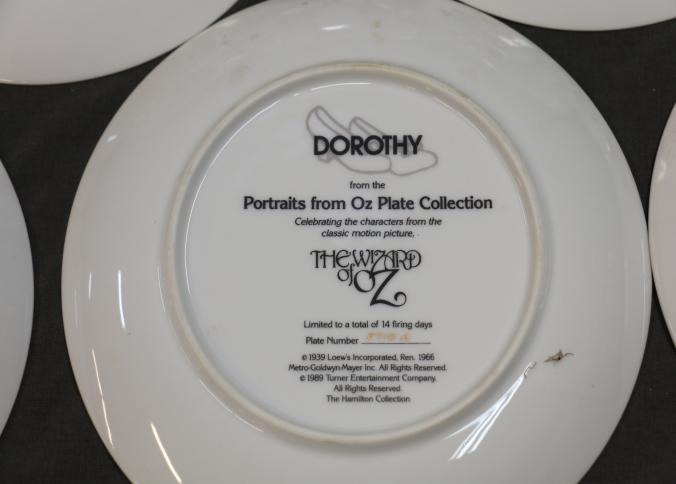 DOROTHY
from the
Portraits from Oz Plate Collection
Celebrating the characters from the
classic motion picture,
THE WIZARD
of OZ
Limited to a total of 14 firing days
Plate Number
© 1939 Loew's Incorporated, Ren. 1966
Metro-Goldwyn-Mayer Inc. All Rights Reserved.
© 1989 Turner Entertainment Company.
All Rights Reserved.
The Hamilton Collection